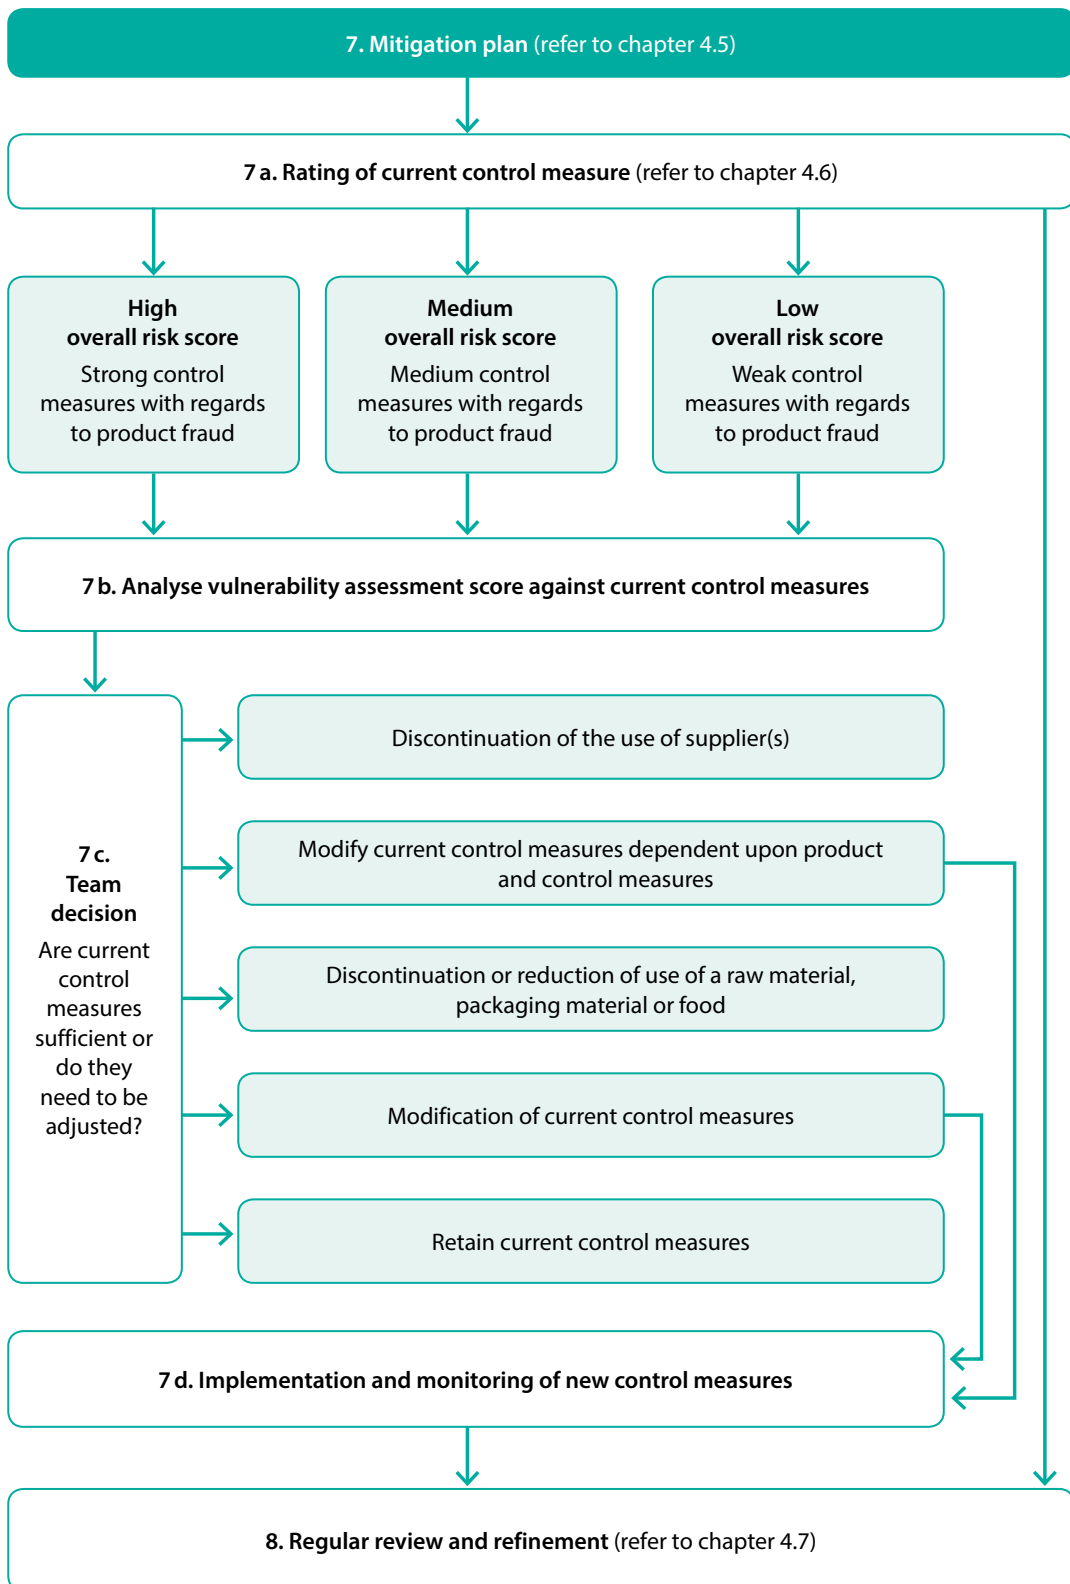 7. Mitigation plan (refer to chapter 4.5)
7 a. Rating of current control measure (refer to chapter 4.6)
High
overall risk score
Strong control
measures with regards
to product fraud
Medium
overall risk score
Medium control
measures with regards
to product fraud
Low
overall risk score
Weak control
measures with regards
to product fraud
7 b. Analyse vulnerability assessment score against current control measures
7 c.
Team
decision
Are current
control
measures
sufficient or
do they
need to be
adjusted?
Discontinuation of the use of supplier(s)
Modify current control measures dependent upon product
and control measures
Discontinuation or reduction of use of a raw material,
packaging material or food
Modification of current control measures
Retain current control measures
7 d. Implementation and monitoring of new control measures
8. Regular review and refinement (refer to chapter 4.7)